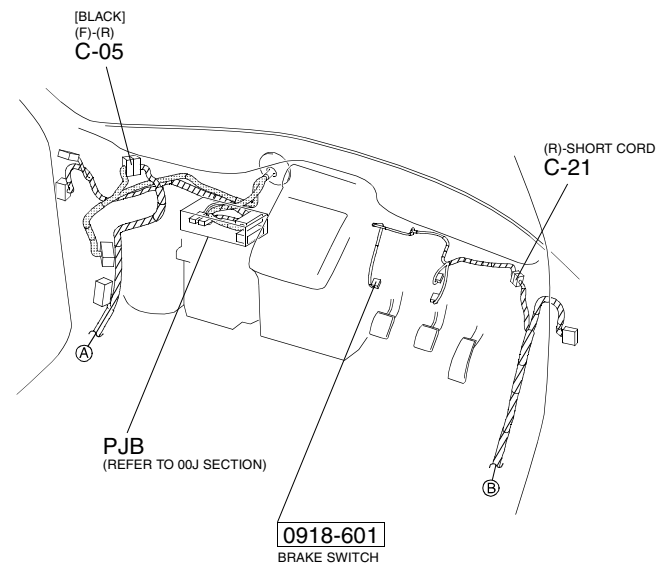 [BLACK]
(F)-(R)
C-05
(R)-SHORT CORD
C-21
A
PJB
(REFER TO 00J SECTION)
B
0918-601
BRAKE SWITCH